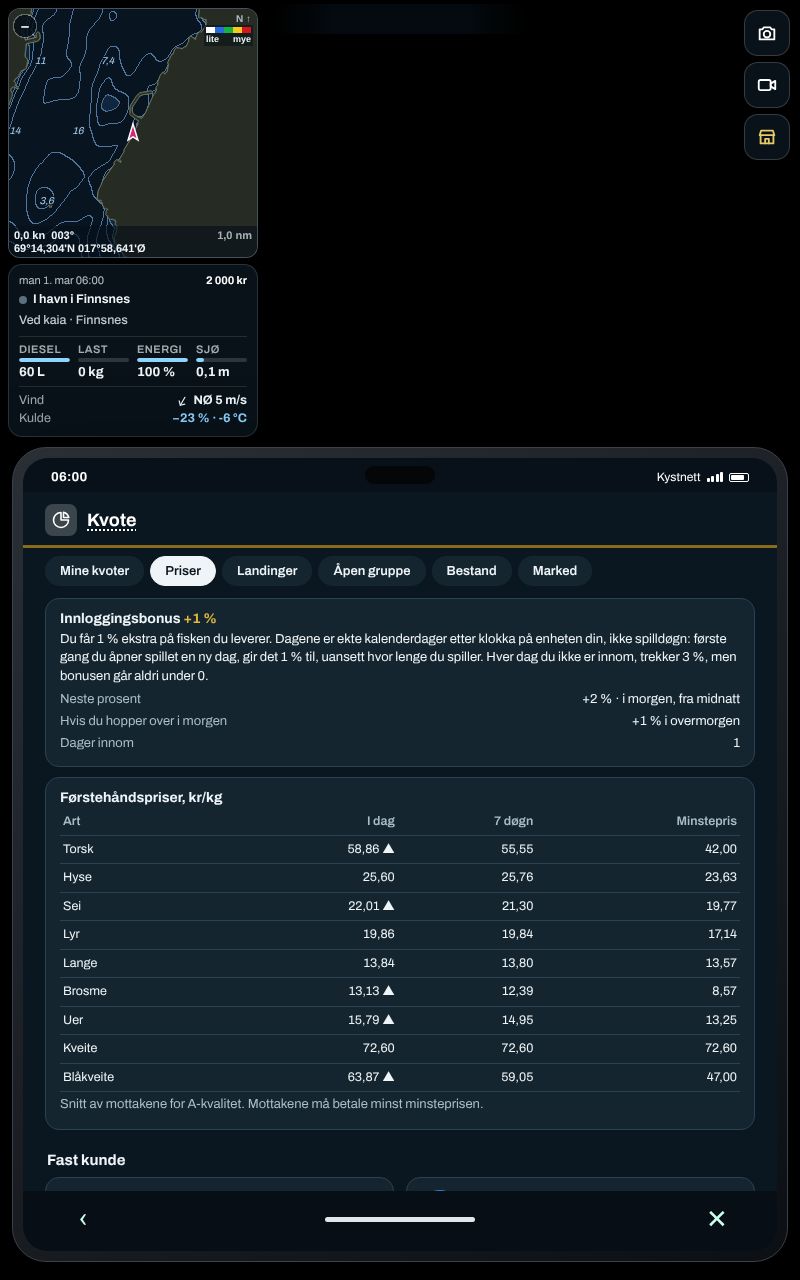 N ↑
lite mye
11
7,4
14
16
3,6
0,0 kn 003° 1,0 nm
69°14,304'N 017°58,641'Ø
man 1. mar 06:00 2 000 kr
I havn i Finnsnes
Ved kaia · Finnsnes
DIESEL LAST ENERGI SJØ
60 L 0 kg 100 % 0,1 m
Vind ↙ NØ 5 m/s
Kulde −23 % · -6 °C
06:00 Kystnett
Kvote
Mine kvoter Priser Landinger Åpen gruppe Bestand Marked
Innloggingsbonus +1 %
Du får 1 % ekstra på fisken du leverer. Dagene er ekte kalenderdager etter klokka på enheten din, ikke spilldøgn: første
gang du åpner spillet en ny dag, gir det 1 % til, uansett hvor lenge du spiller. Hver dag du ikke er innom, trekker 3 %, men
bonusen går aldri under 0.
Neste prosent +2 % · i morgen, fra midnatt
Hvis du hopper over i morgen +1 % i overmorgen
Dager innom 1
Førstehåndspriser, kr/kg
Art I dag 7 døgn Minstepris
Torsk 58,86 ▲ 55,55 42,00
Hyse 25,60 25,76 23,63
Sei 22,01 ▲ 21,30 19,77
Lyr 19,86 19,84 17,14
Lange 13,84 13,80 13,57
Brosme 13,13 ▲ 12,39 8,57
Uer 15,79 ▲ 14,95 13,25
Kveite 72,60 72,60 72,60
Blåkveite 63,87 ▲ 59,05 47,00
Snitt av mottakene for A-kvalitet. Mottakene må betale minst minsteprisen.
Fast kunde